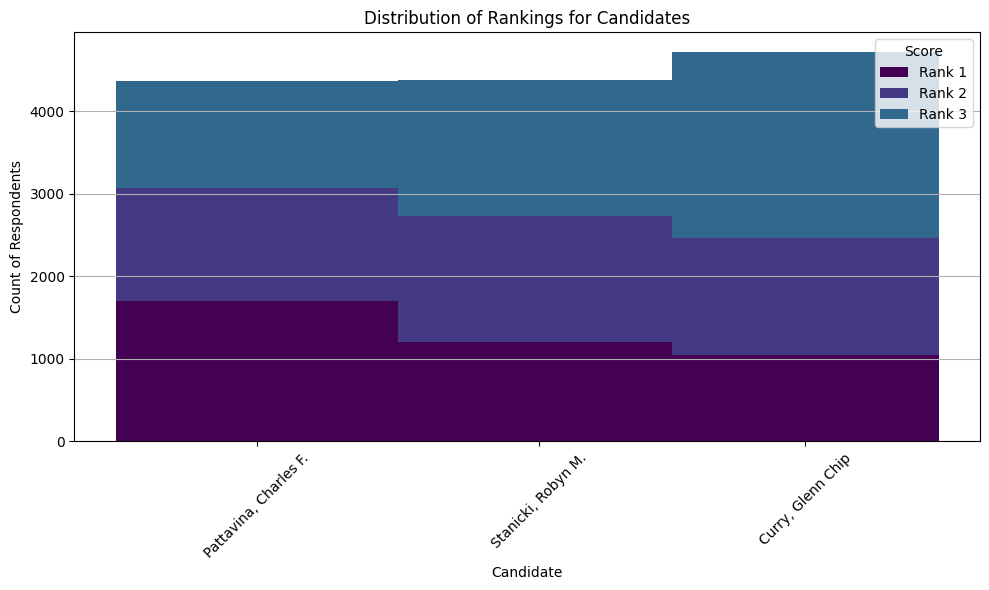 Distribution of Rankings for Candidates
Score
Rank 1
Rank 2
Rank 3
Count of Respondents
4000
3000
2000
1000
0
Pattavina, Charles F.
Stanicki, Robyn M.
Curry, Glenn Chip
Candidate